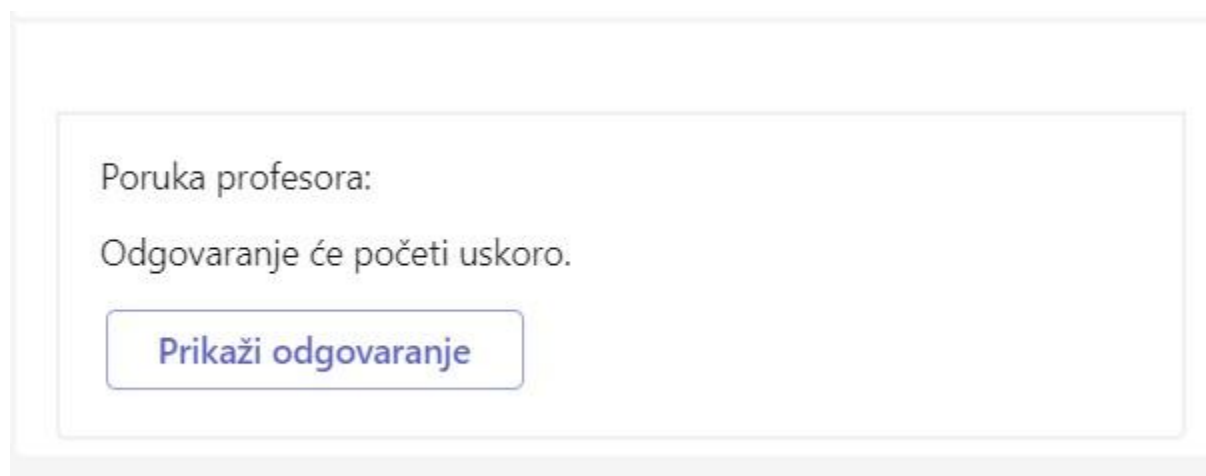 Poruka profesora:
Odgovaranje će početi uskoro.
Prikaži odgovaranje